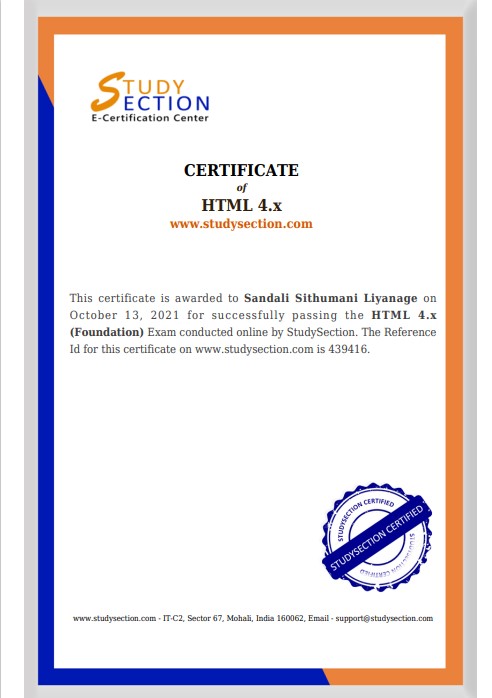 STUDY
SECTION
E-Certification Center
CERTIFICATE
of
HTML 4.x
www.studysection.com
This certificate is awarded to Sandali Sithumani Liyanage on
October 13, 2021 for successfully passing the HTML 4.x
(Foundation) Exam conducted online by StudySection. The Reference
Id for this certificate on www.studysection.com is 439416.
STUDYSECTION CERTIFIED
STUDYSECTION CERTIFIED
STUDYSECTION CERTIFIED
www.studysection.com - IT-C2, Sector 67, Mohali, India 160062, Email - support@studysection.com